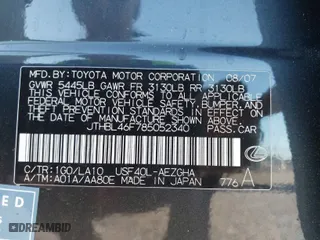 MFD.BY:TOYOTA MOTOR CORPORATION 08/07
GVWR 5445LB GAWR FR 3130LB RR 3130LB
THIS VEHICLE CONFORMS TO ALL APPLICABLE
FEDERAL MOTOR VEHICLE SAFETY, BUMPER, AND
THEFT PREVENTION STANDARDS IN EFFECT ON
THE DATE OF MANUFACTURE SHOWN ABOVE.
JTHBL46F785052340
PASS. CAR
C/TR:1G0/LA10 USF40L-AEZGHA
A/TM:A01A/AA80E MADE IN JAPAN 776 A
ED